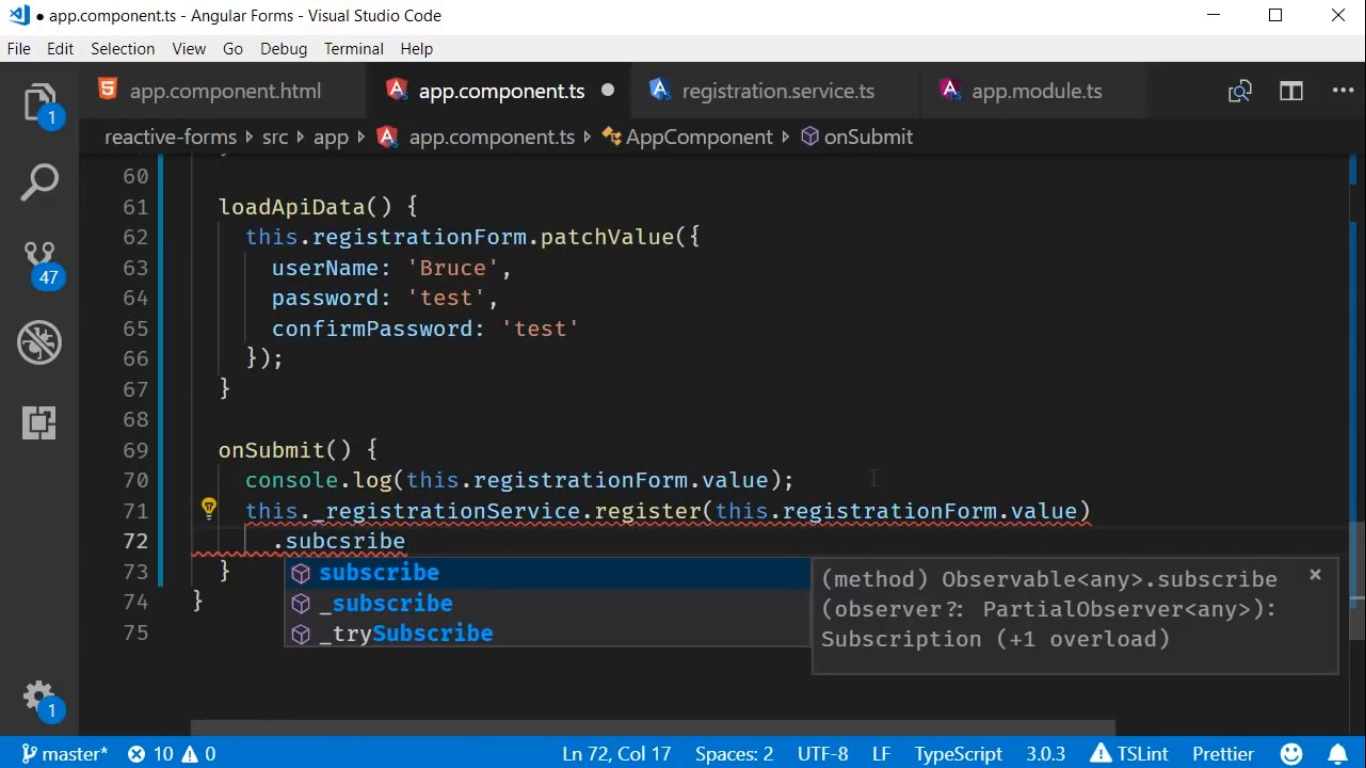 app.component.ts - Angular Forms - Visual Studio Code
File Edit Selection View Go Debug Terminal Help
app.component.html app.component.ts registration.service.ts app.module.ts
reactive-forms src app app.component.ts AppComponent onSubmit
60
61 loadApiData() {
62 this.registrationForm.patchValue({
63 userName: 'Bruce',
64 password: 'test',
65 confirmPassword: 'test'
66 });
67 }
68
69 onSubmit() {
70 console.log(this.registrationForm.value);
71 this._registrationService.register(this.registrationForm.value)
72 .subcsribe
73 }
74 }
75
subscribe
_subscribe
_trySubscribe
(method) Observable<any>.subscribe
(observer?: PartialObserver<any>):
Subscription (+1 overload)
1
47
1
master* 10 0 Ln 72, Col 17 Spaces: 2 UTF-8 LF TypeScript 3.0.3 TSLint Prettier